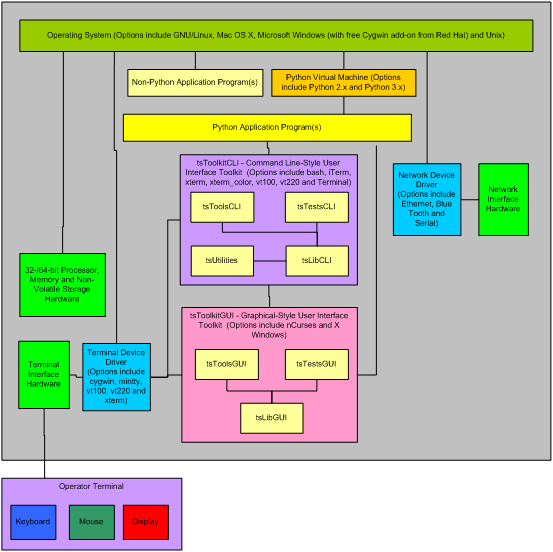 Operating System (Options include GNU/Linux, Mac OS X, Microsoft Windows (with free Cygwin add-on from Red Hat) and Unix)
Non-Python Application Program(s)
Python Virtual Machine (Options
include Python 2.x and Python 3.x)
Python Application Program(s)
tsToolkitCLI - Command Line-Style User
Interface Toolkit (Options include bash, iTerm,
xterm, xterm_color, vt100, vt220 and Terminal)
tsToolsCLI
tsTestsCLI
tsUtilities
tsLibCLI
Network Device
Driver
(Options include
Ethernet, Blue
Tooth and
Serial)
Network
Interface
Hardware
32-/64-bit Processor,
Memory and Non-
Volatile Storage
Hardware
tsToolkitGUI - Graphical-Style User Interface
Toolkit (Options include nCurses and X
Windows)
tsToolsGUI
tsTestsGUI
tsLibGUI
Terminal
Interface
Hardware
Terminal Device
Driver
(Options include
cygwin, mintty,
vt100, vt220 and
xterm)
Operator Terminal
Keyboard
Mouse
Display